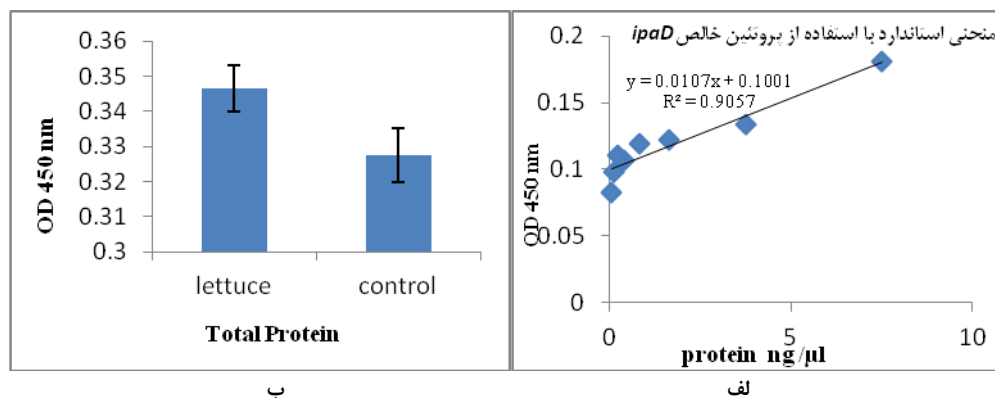 0.36
0.35
0.34
0.33
0.32
0.31
0.3
OD 450 nm
lettuce control
Total Protein
ب
منحنی استاندارد با استفاده از پروتئین خالص ipaD
y = 0.0107x + 0.1001
R² = 0.9057
0.2
0.15
0.1
0.05
0
OD 450 nm
0 5 10
protein ng /µl
لف